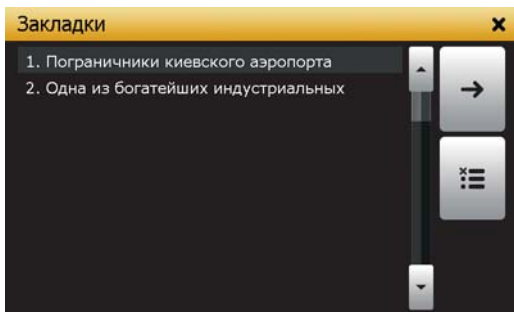 Закладки
1. Пограничники киевского аэропорта
2. Одна из богатейших индустриальных